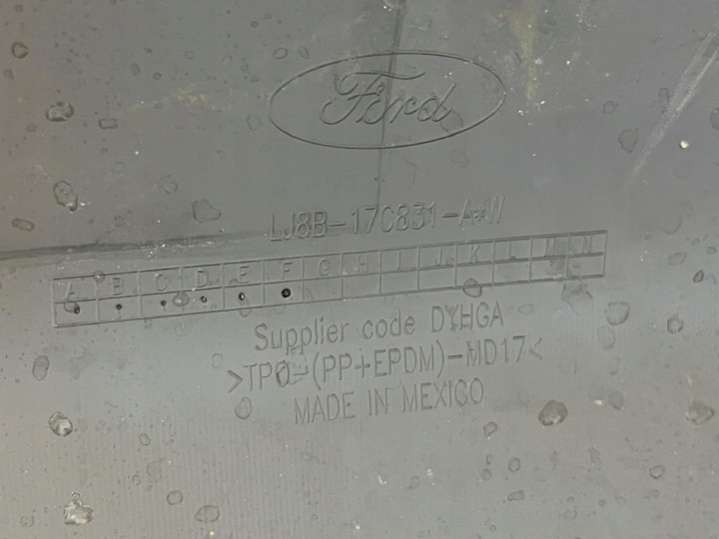 Ford
LJ8B-17C831-A#W
A B C D E F G H I J K L M N
Supplier code DYHGA
>TPO-(PP+EPDM)-MD17<
MADE IN MEXICO